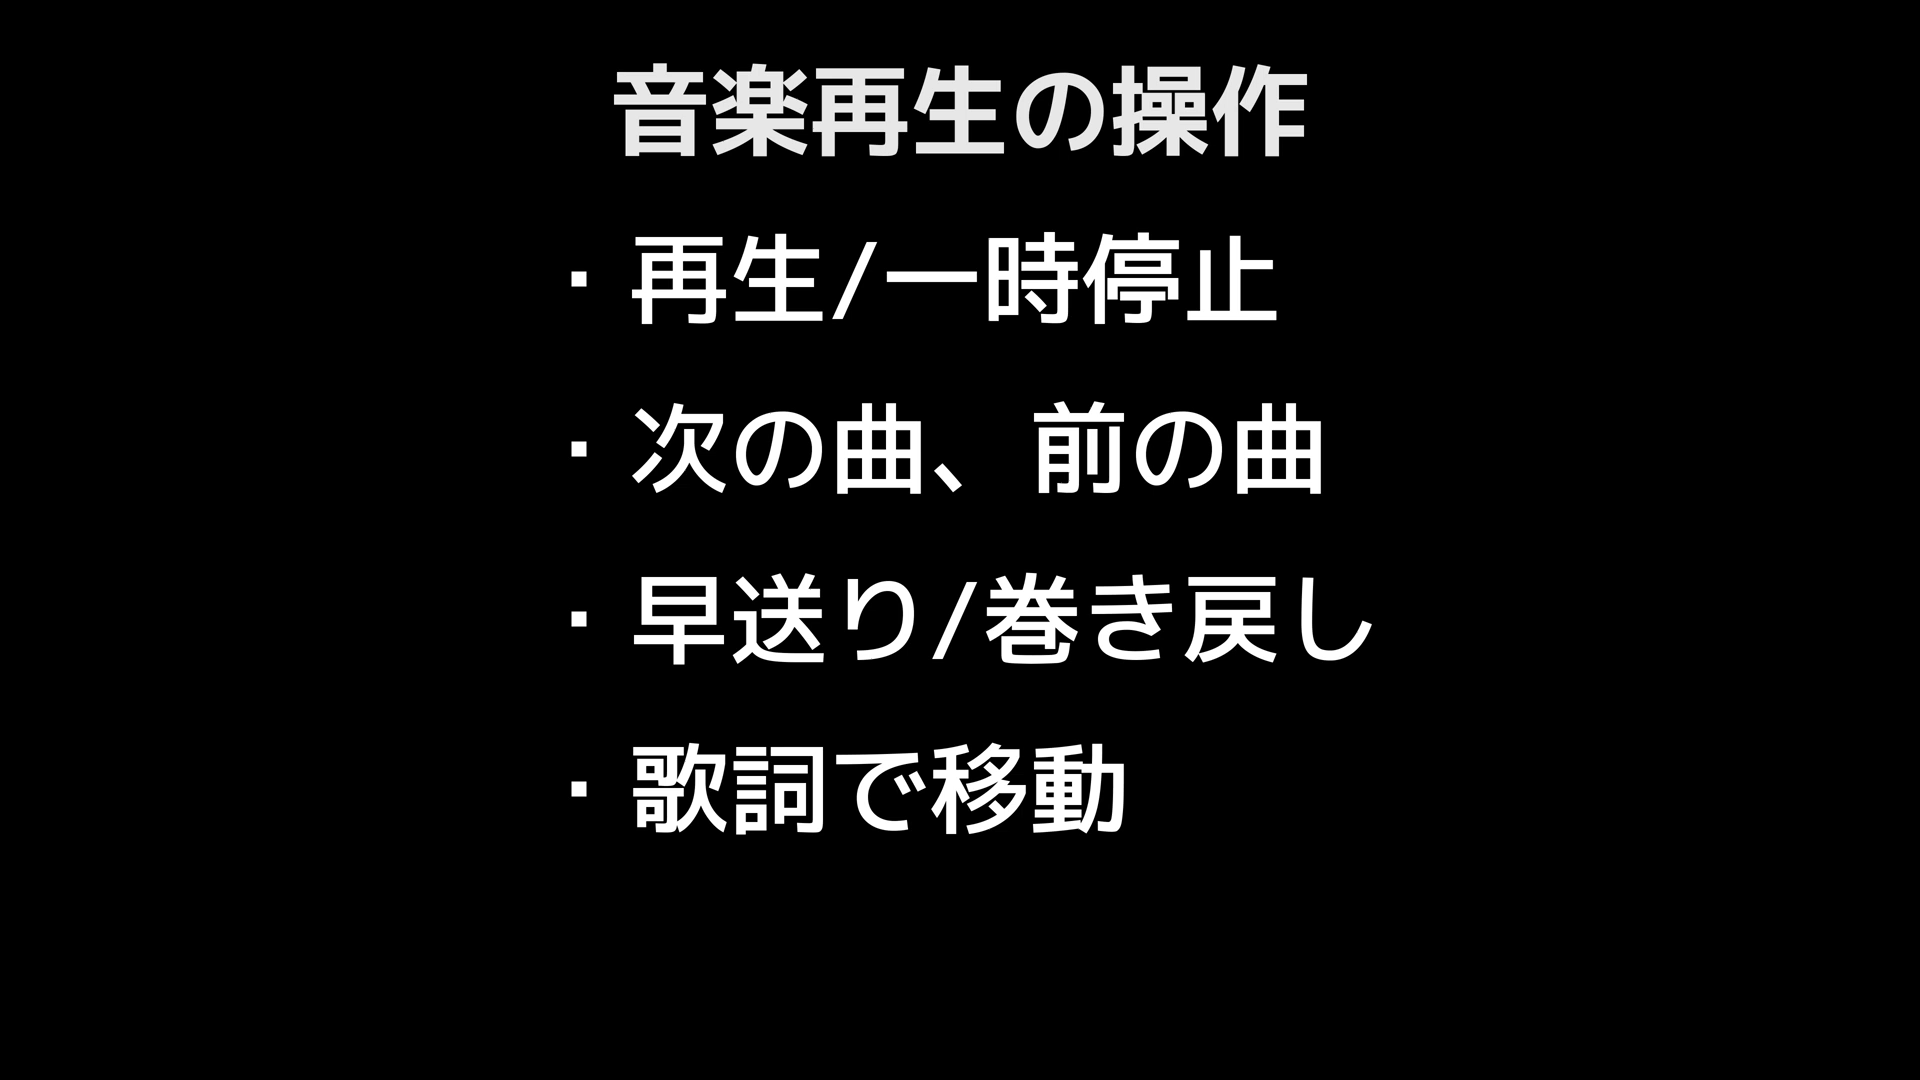 音楽再生の操作
・再生/一時停止
・次の曲、前の曲
・早送り/巻き戻し
・歌詞で移動